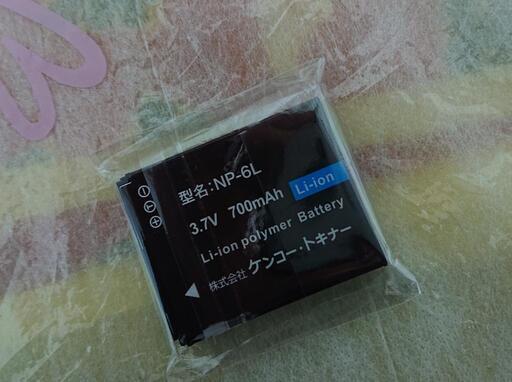 型名:NP-6L
3.7V 700mAh Li-ion
Li-ion polymer Battery
株式会社 ケンコー・トキナー